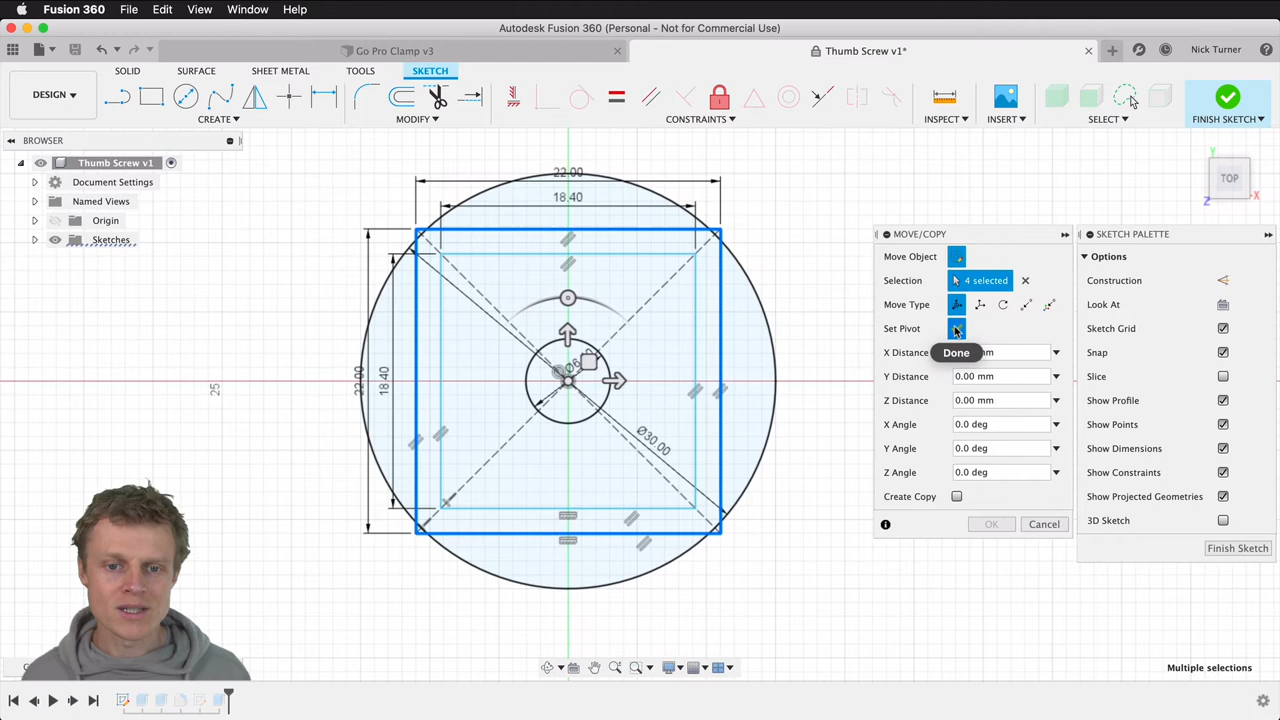 Fusion 360 File Edit View Window Help
Autodesk Fusion 360 (Personal - Not for Commercial Use)
Go Pro Clamp v3
Thumb Screw v1*
Nick Turner
DESIGN
SOLID SURFACE SHEET METAL TOOLS SKETCH
CREATE MODIFY CONSTRAINTS INSPECT INSERT SELECT FINISH SKETCH
BROWSER
Thumb Screw v1
Document Settings
Named Views
Origin
Sketches
22.00
18.40
22.00
18.40
Ø30.00
25
TOP
Y
X
Z
MOVE/COPY
Move Object
Selection 4 selected
Move Type
Set Pivot
Done
X Distance
Y Distance 0.00 mm
Z Distance 0.00 mm
X Angle 0.0 deg
Y Angle 0.0 deg
Z Angle 0.0 deg
Create Copy
OK Cancel
SKETCH PALETTE
Options
Construction
Look At
Sketch Grid
Snap
Slice
Show Profile
Show Points
Show Dimensions
Show Constraints
Show Projected Geometries
3D Sketch
Finish Sketch
Multiple selections